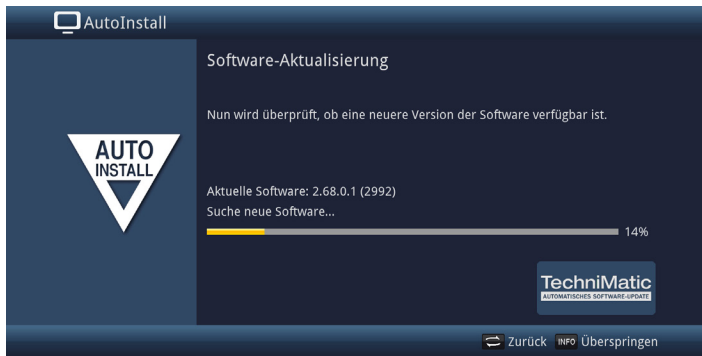 AutoInstall
Software-Aktualisierung
Nun wird überprüft, ob eine neuere Version der Software verfügbar ist.
AUTO
INSTALL
Aktuelle Software: 2.68.0.1 (2992)
Suche neue Software...
14%
TechniMatic
AUTOMATISCHES SOFTWARE-UPDATE
Zurück INFO Überspringen